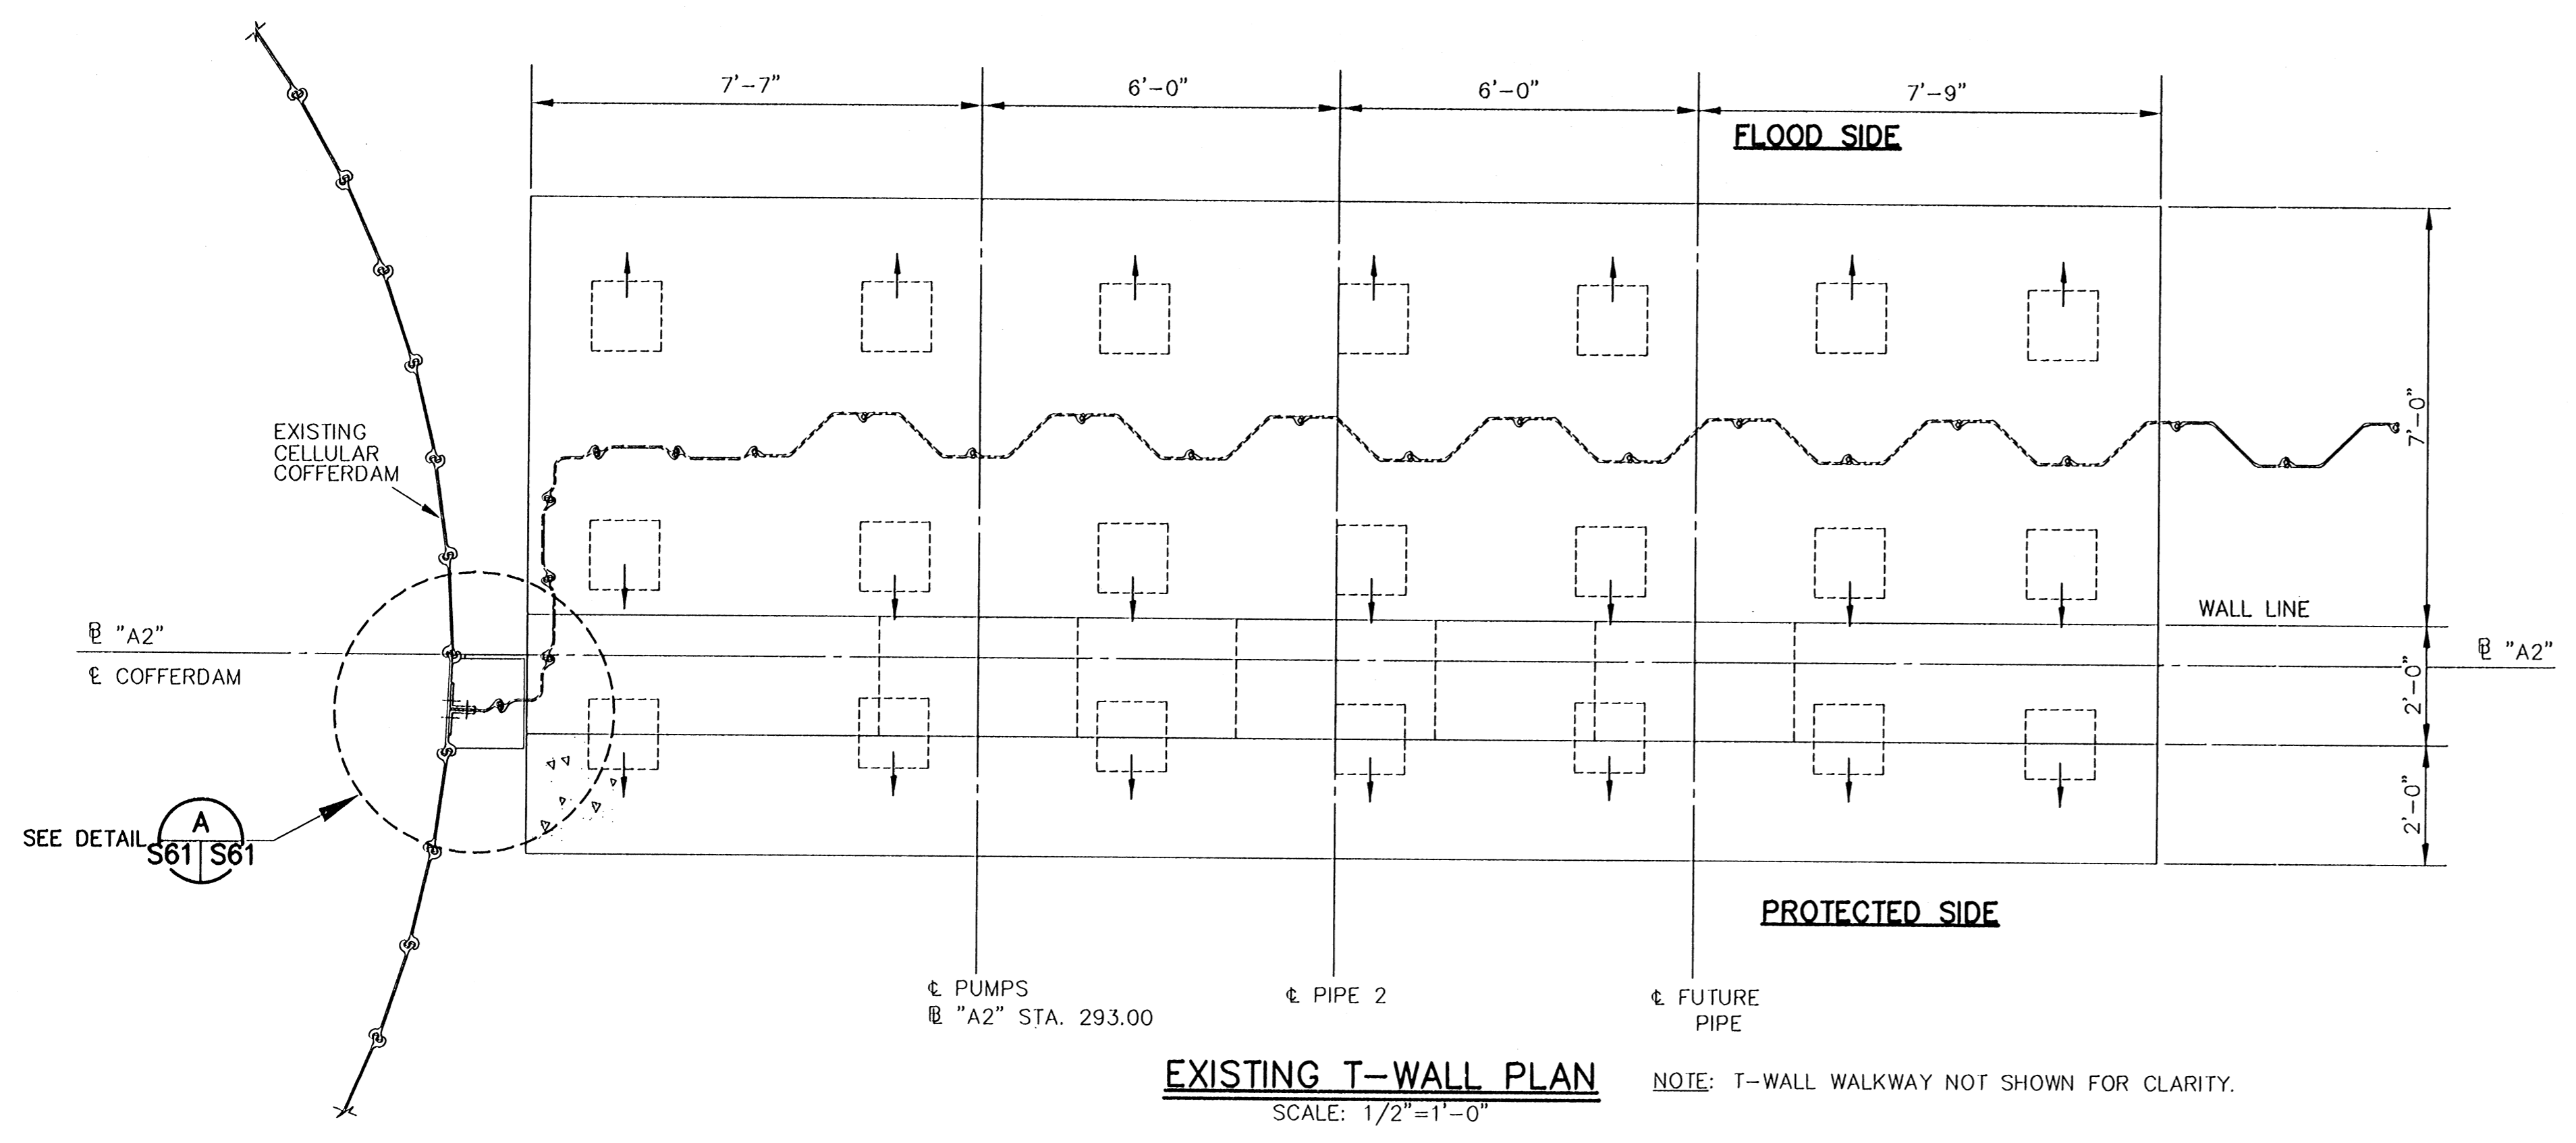 7'-7"
6'-0"
6'-0"
7'-9"
FLOOD SIDE
EXISTING
CELLULAR
COFFERDAM
7'-0"
WALL LINE
℄ "A2"
℄ COFFERDAM
℄ "A2"
2'-0"
2'-0"
SEE DETAIL
A
S61 S61
PROTECTED SIDE
℄ PUMPS
℄ "A2" STA. 293.00
℄ PIPE 2
℄ FUTURE
PIPE
EXISTING T-WALL PLAN
SCALE: 1/2"=1'-0"
NOTE: T-WALL WALKWAY NOT SHOWN FOR CLARITY.